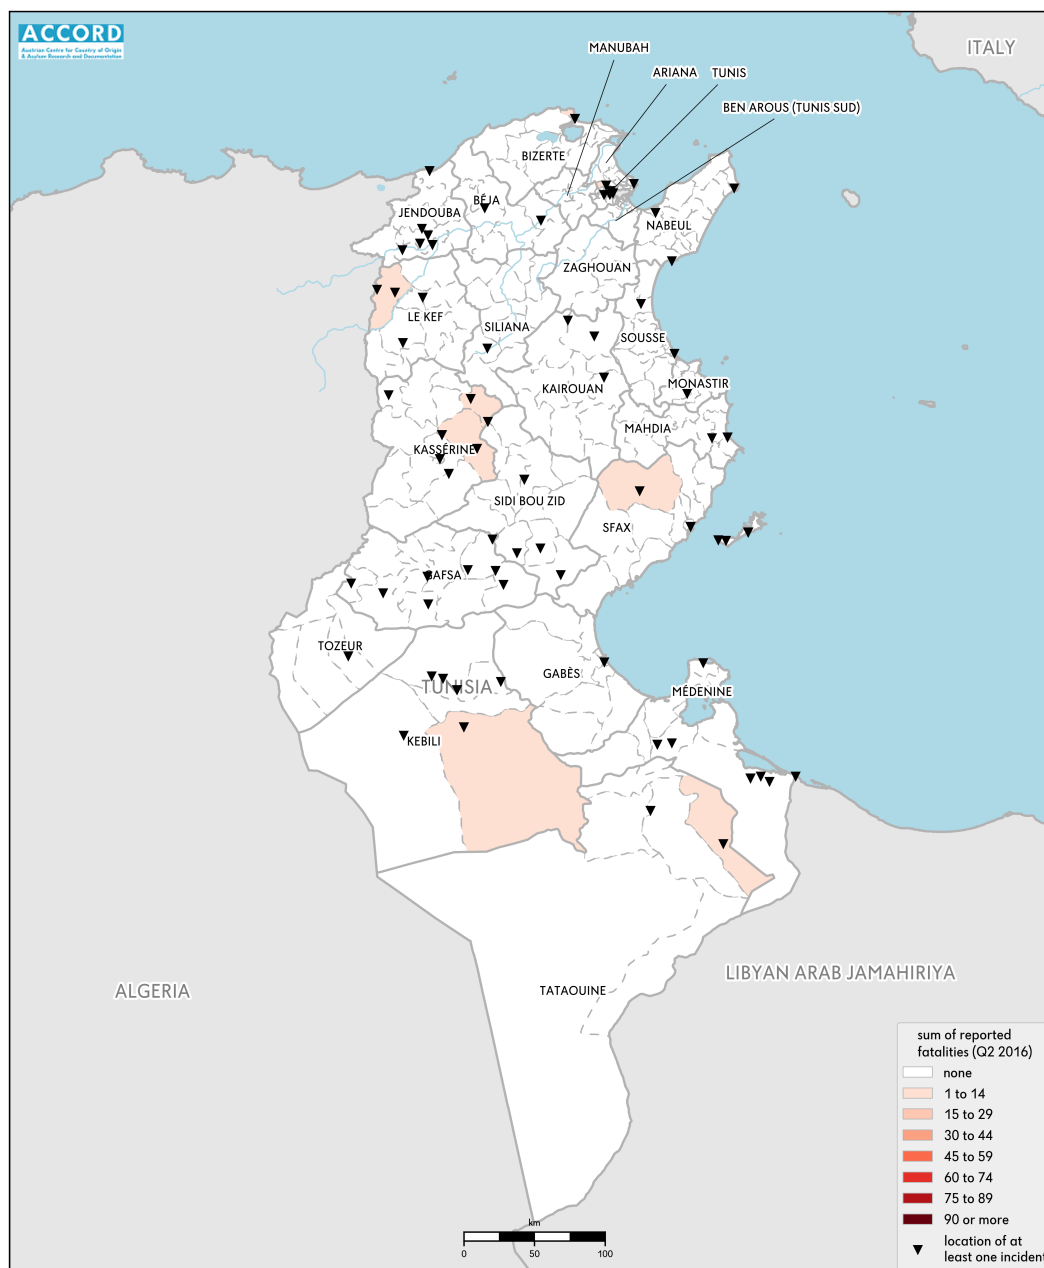 ACCORD
Austrian Centre for Country of Origin
& Asylum Research and Documentation
MANUBAH
ITALY
ARIANA
TUNIS
BEN AROUS (TUNIS SUD)
BIZERTE
BÉJA
JENDOUBA
NABEUL
ZAGHOUAN
LE KEF
SILIANA
SOUSSE
KAIROUAN
MONASTIR
MAHDIA
KASSÉRINE
SIDI BOU ZID
SFAX
GAFSA
TOZEUR
GABÈS
TUNISIA
MÉDENINE
KEBILI
LIBYAN ARAB JAMAHIRIYA
ALGERIA
TATAOUINE
sum of reported
fatalities (Q2 2016)
none
1 to 14
15 to 29
30 to 44
45 to 59
60 to 74
75 to 89
90 or more
location of at
least one incident
km
0 50 100